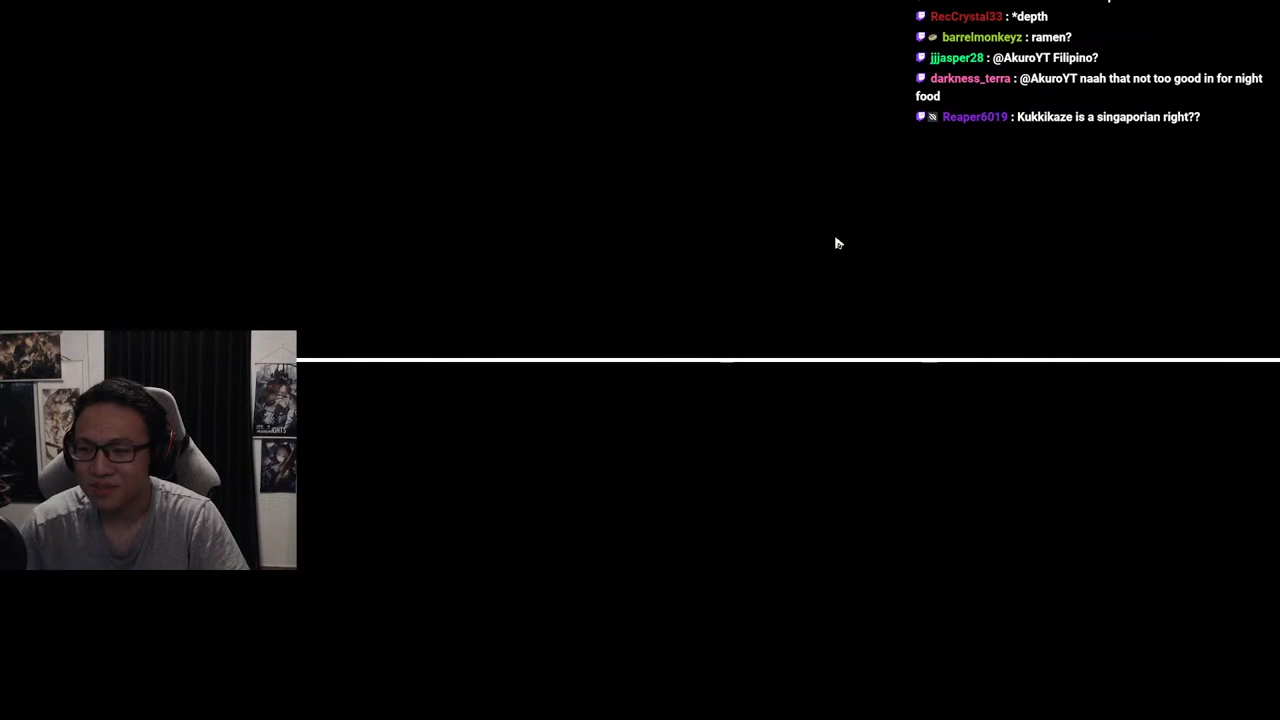 RecCrystal33 : *depth
barrelmonkeyz : ramen?
jjjasper28 : @AkuroYT Filipino?
darkness_terra : @AkuroYT naah that not too good in for night
food
Reaper6019 : Kukkikaze is a singaporian right??